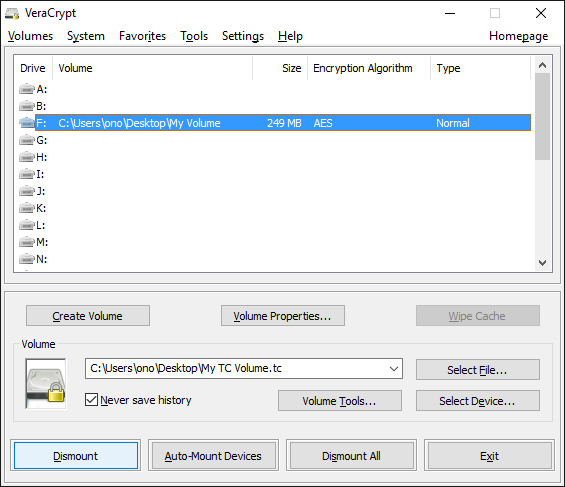 VeraCrypt
Volumes System Favorites Tools Settings Help Homepage
Drive Volume Size Encryption Algorithm Type
A:
B:
F: C:\Users\ono\Desktop\My Volume 249 MB AES Normal
G:
H:
I:
J:
K:
L:
M:
N:
Create Volume Volume Properties... Wipe Cache
Volume
C:\Users\ono\Desktop\My TC Volume.tc Select File...
Never save history Volume Tools... Select Device...
Dismount Auto-Mount Devices Dismount All Exit